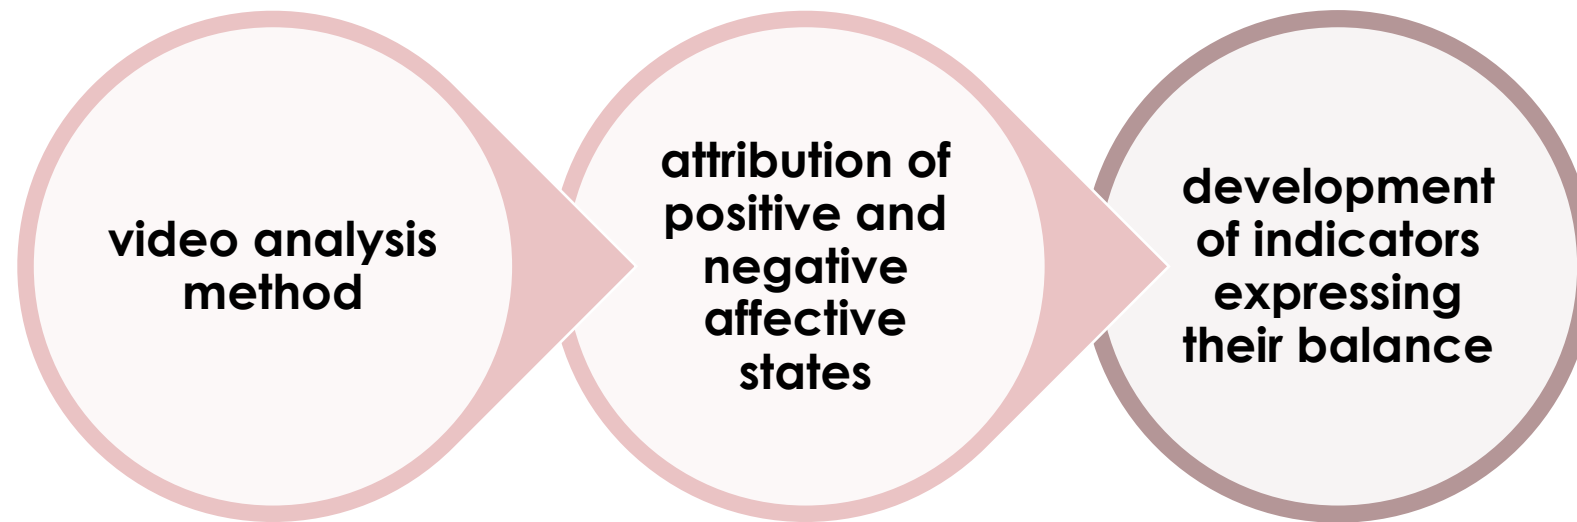 video analysis
method
attribution of
positive and
negative
affective
states
development
of indicators
expressing
their balance